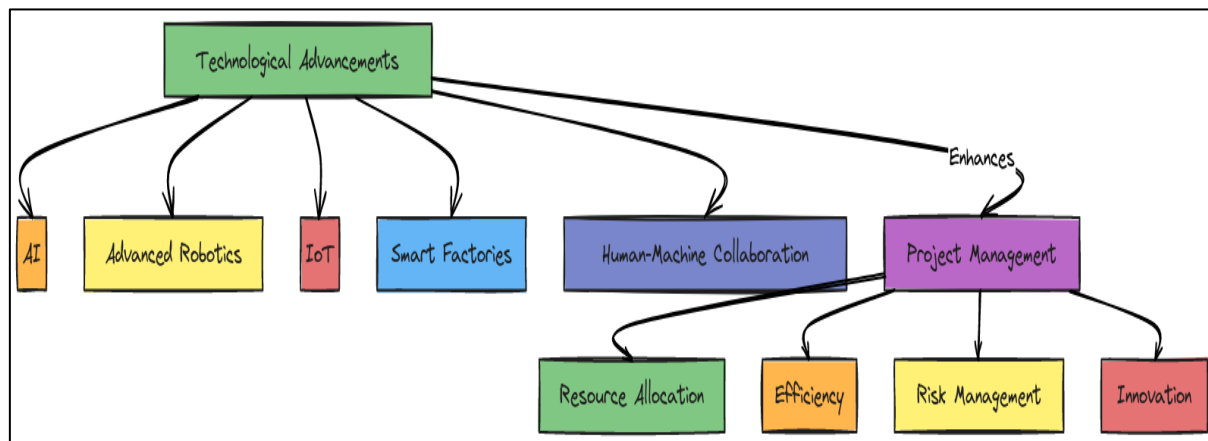 Technological Advancements
Enhances
AI
Advanced Robotics
IoT
Smart Factories
Human-Machine Collaboration
Project Management
Resource Allocation
Efficiency
Risk Management
Innovation